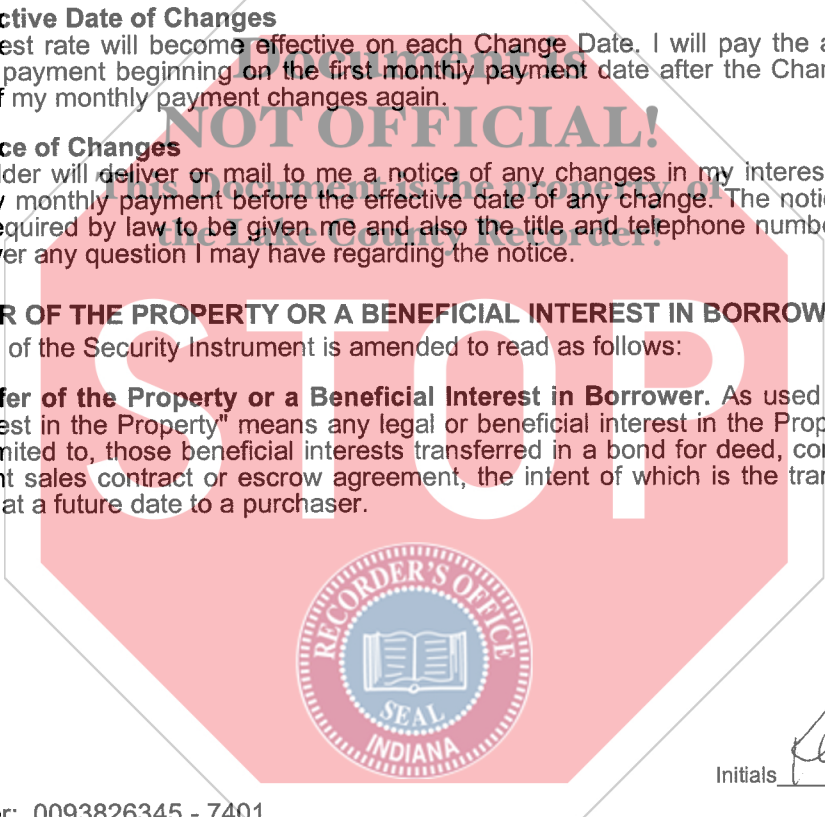 ctive Date of Changes
est rate will become effective on each Change Date. I will pay the a
payment beginning on the first monthly payment date after the Chan
f my monthly payment changes again.
ce of Changes
lder will deliver or mail to me a notice of any changes in my interes
y monthly payment before the effective date of any change. The notic
equired by law to be given me and also the title and telephone numbe
er any question I may have regarding the notice.
R OF THE PROPERTY OR A BENEFICIAL INTEREST IN BORROW
of the Security Instrument is amended to read as follows:
fer of the Property or a Beneficial Interest in Borrower. As used
est in the Property" means any legal or beneficial interest in the Prop
mited to, those beneficial interests transferred in a bond for deed, con
nt sales contract or escrow agreement, the intent of which is the tran
at a future date to a purchaser.
Document is
NOT OFFICIAL!
This Document is the property of
the Lake County Recorder!
STOP
RECORDER'S OFFICE
SEAL
INDIANA
Initials
er: 0093826345 - 7401